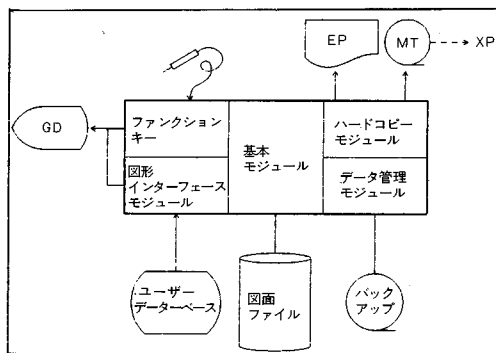 EP
MT
XP
GD
ファンクション
キー
図形
インターフェース
モジュール
基本
モジュール
ハードコピー
モジュール
データ管理
モジュール
ユーザー
データーベース
図面
ファイル
バック
アップ